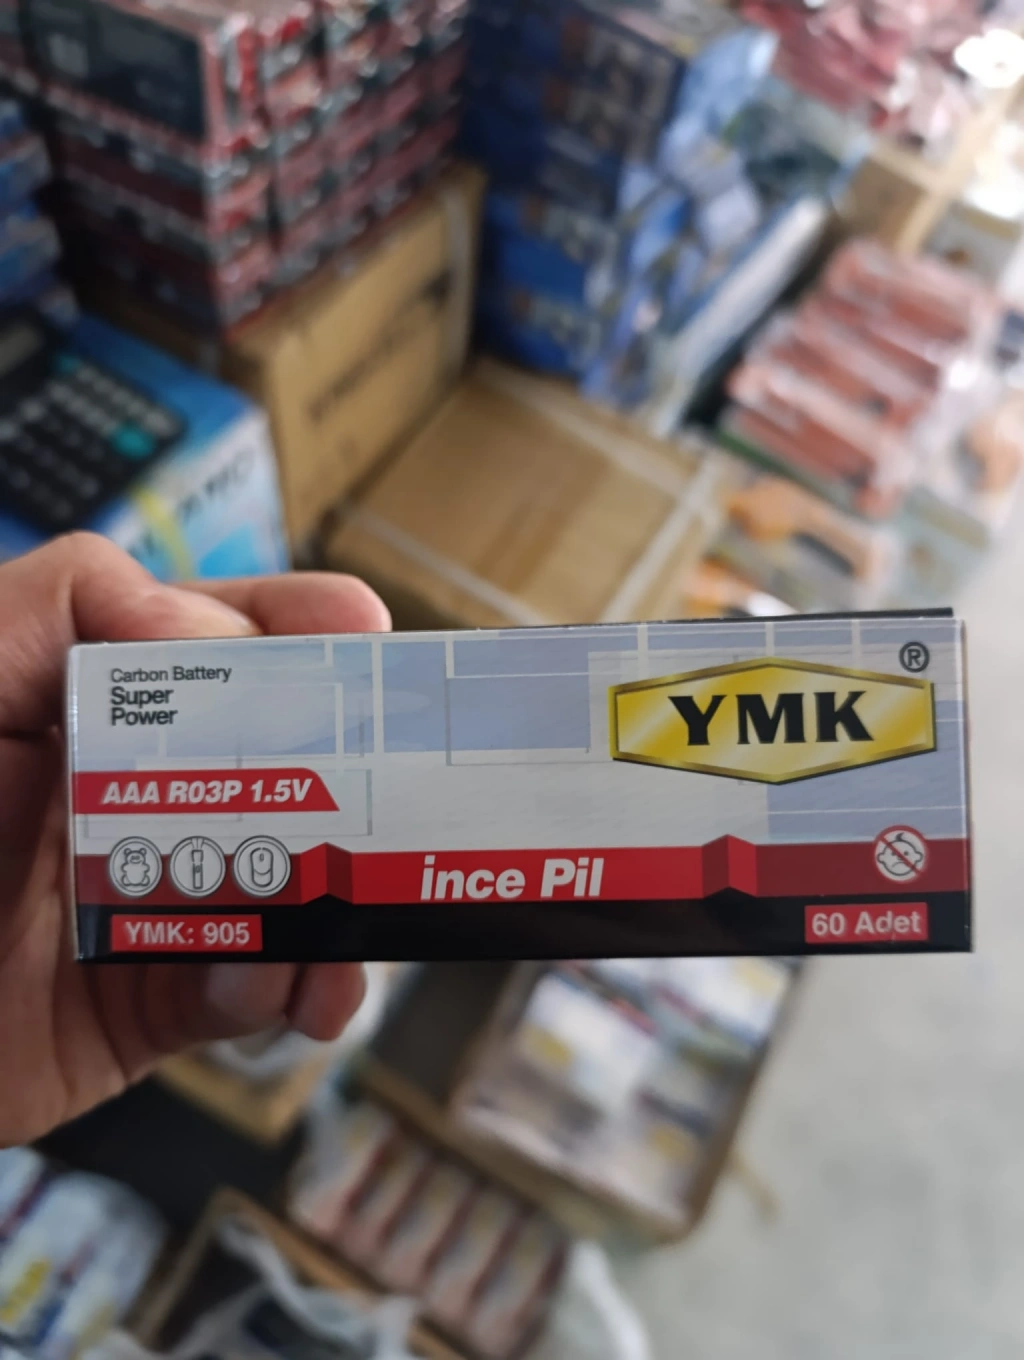 Carbon Battery
Super
Power
®
YMK
AAA R03P 1.5V
ince Pil
YMK: 905
60 Adet